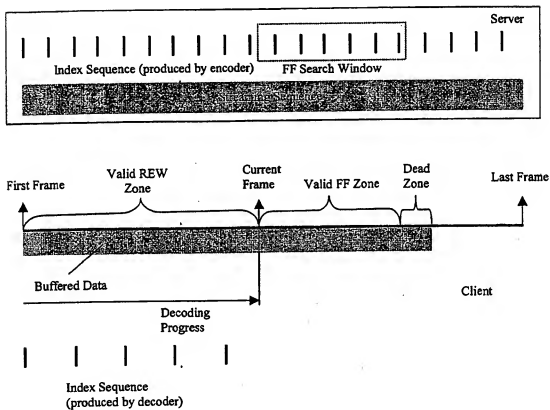 Server
Index Sequence (produced by encoder)
FF Search Window
First Frame
Valid REW
Zone
Current
Frame
Valid FF Zone
Dead
Zone
Last Frame
Buffered Data
Client
Decoding
Progress
Index Sequence
(produced by decoder)